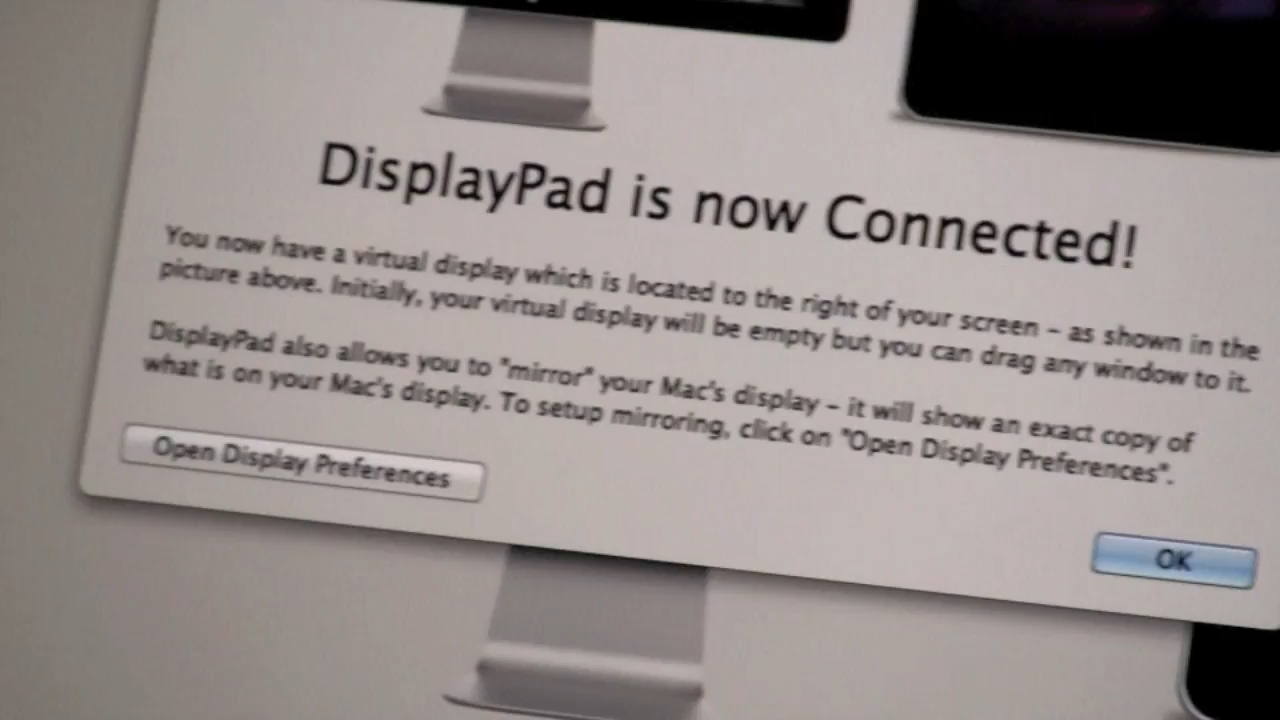 DisplayPad is now Connected!
You now have a virtual display which is located to the right of your screen – as shown in the
picture above. Initially, your virtual display will be empty but you can drag any window to it.
DisplayPad also allows you to "mirror" your Mac's display – it will show an exact copy of
what is on your Mac's display. To setup mirroring, click on "Open Display Preferences".
Open Display Preferences
OK